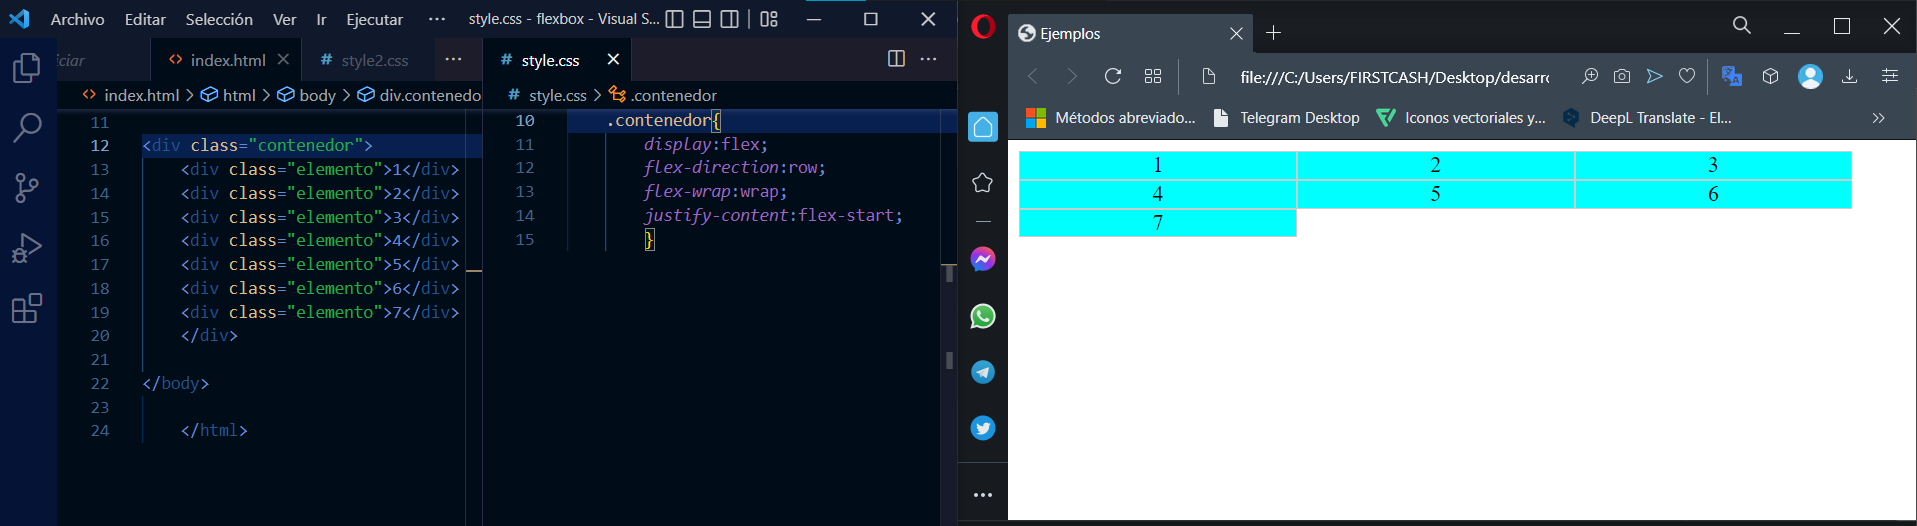 Archivo Editar Selección Ver Ir Ejecutar ··· style.css - flexbox - Visual S...
iciar index.html style2.css ···
index.html > html > body > div.contenedo
11
12 <div class="contenedor">
13 <div class="elemento">1</div>
14 <div class="elemento">2</div>
15 <div class="elemento">3</div>
16 <div class="elemento">4</div>
17 <div class="elemento">5</div>
18 <div class="elemento">6</div>
19 <div class="elemento">7</div>
20 </div>
21
22 </body>
23
24 </html>
# style.css ···
# style.css > .contenedor
10 .contenedor{
11 display:flex;
12 flex-direction:row;
13 flex-wrap:wrap;
14 justify-content:flex-start;
15 }
Ejemplos
file:///C:/Users/FIRSTCASH/Desktop/desarro
Métodos abreviado... Telegram Desktop Iconos vectoriales y... DeepL Translate - El... »
1 2 3
4 5 6
7